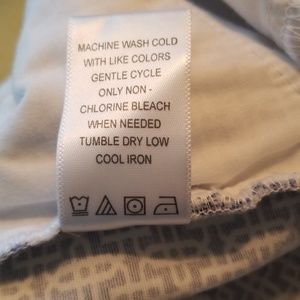 MACHINE WASH COLD
WITH LIKE COLORS
GENTLE CYCLE
ONLY NON -
CHLORINE BLEACH
WHEN NEEDED
TUMBLE DRY LOW
COOL IRON